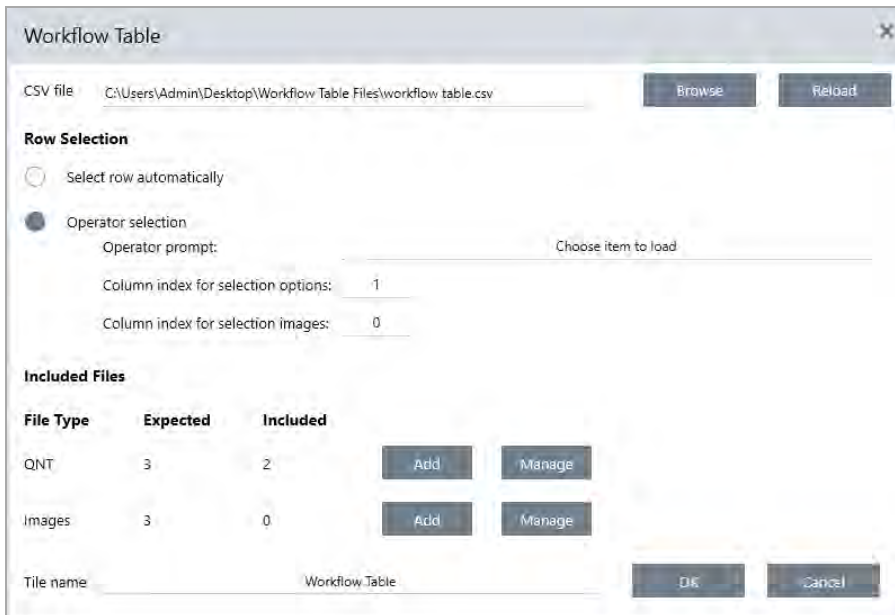 Workflow Table
CSV file C:\Users\Admin\Desktop\Workflow Table Files\workflow table.csv Browse Reload
Row Selection
Select row automatically
Operator selection
Operator prompt: Choose item to load
Column index for selection options: 1
Column index for selection images: 0
Included Files
File Type Expected Included
QNT 3 2 Add Manage
Images 3 0 Add Manage
Tile name Workflow Table OK Cancel